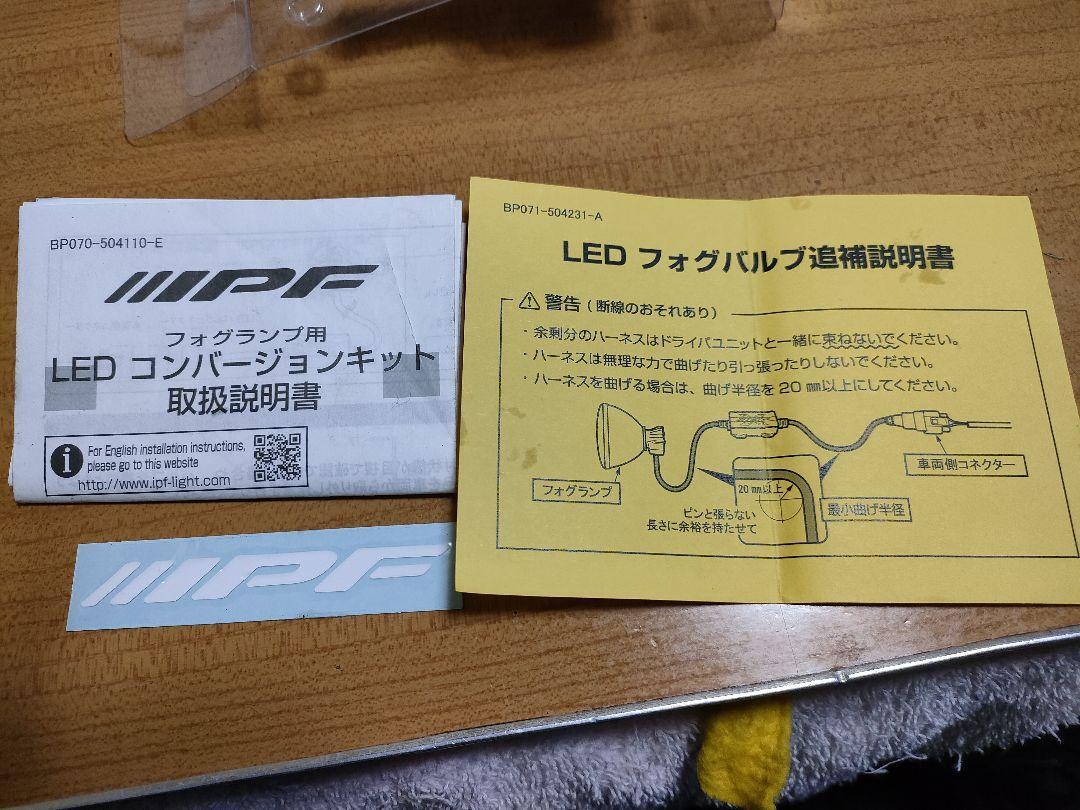 BP070-504110-E
IPF
フォグランプ用
LED コンバージョンキット
取扱説明書
i
For English installation instructions,
please go to this website
http://www.ipf-light.com
IPF
BP071-504231-A
LED フォグバルブ追補説明書
⚠ 警告 (断線のおそれあり)
・余剰分のハーネスはドライバユニットと一緒に束ねないでください。
・ハーネスは無理な力で曲げたり引っ張ったりしないでください。
・ハーネスを曲げる場合は、曲げ半径を 20 mm以上にしてください。
フォグランプ
車両側コネクター
20 mm以上
最小曲げ半径
ピンと張らない
長さに余裕を持たせて